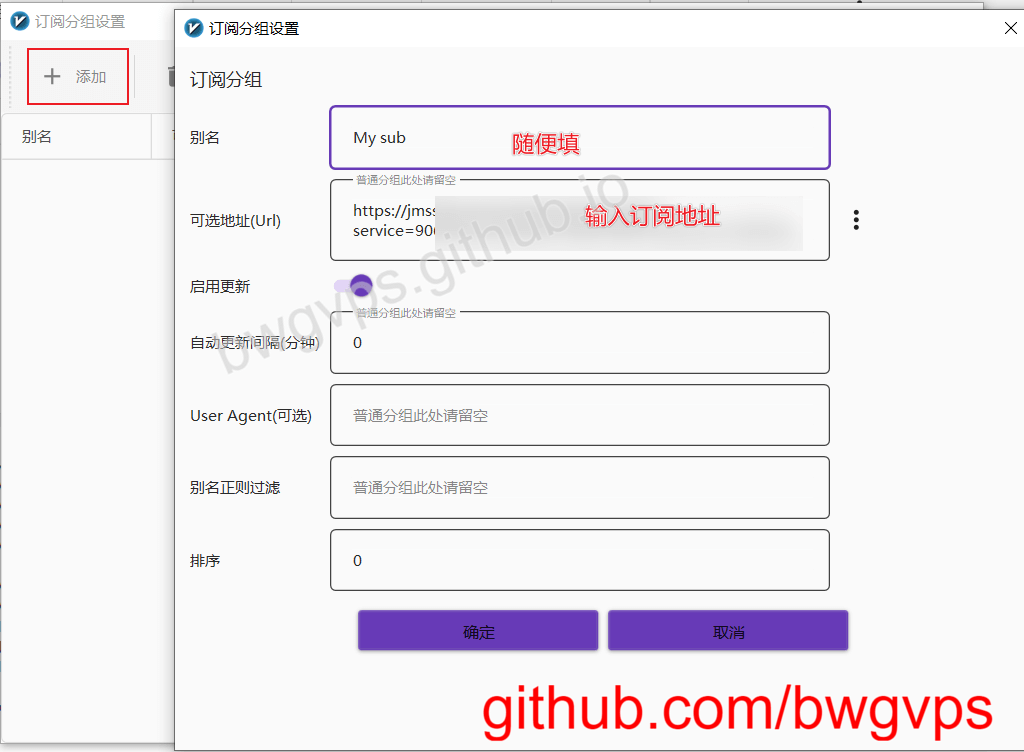 订阅分组设置
添加
别名
订阅分组设置
订阅分组
别名
My sub
随便填
普通分组此处请留空
可选地址(Url)
https://jms
service=90
输入订阅地址
启用更新
普通分组此处请留空
自动更新间隔(分钟)
0
User Agent(可选)
普通分组此处请留空
别名正则过滤
普通分组此处请留空
排序
0
确定
取消
bwgvps.github.io
github.com/bwgvps